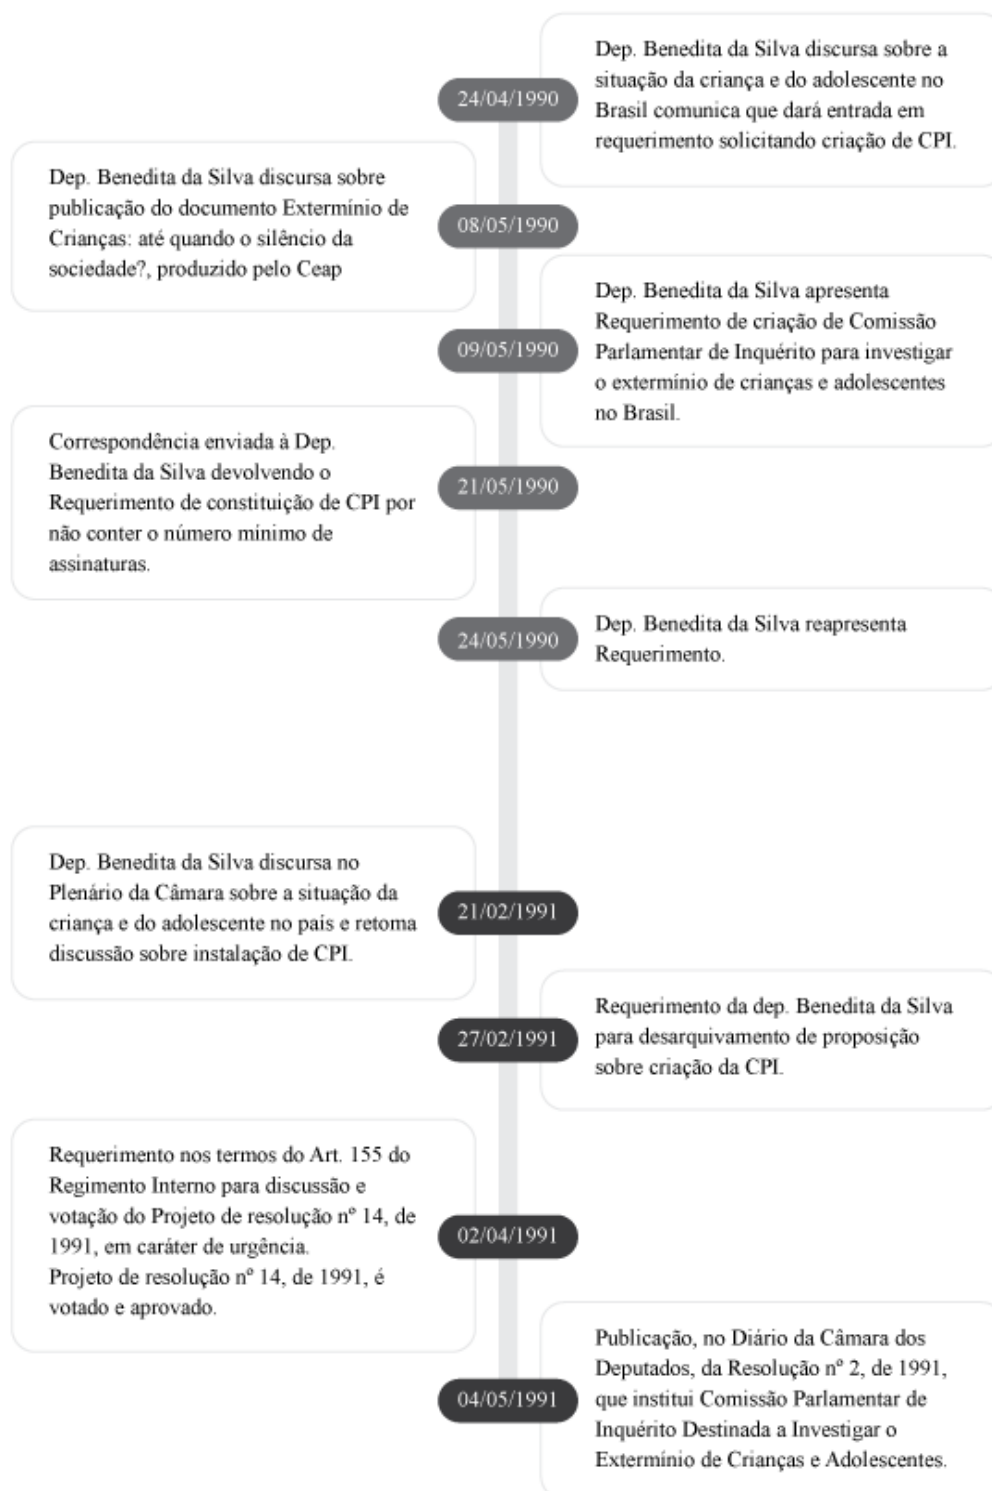 24/04/1990
Dep. Benedita da Silva discursa sobre a
situação da criança e do adolescente no
Brasil comunica que dará entrada em
requerimento solicitando criação de CPI.
08/05/1990
Dep. Benedita da Silva discursa sobre
publicação do documento Extermínio de
Crianças: até quando o silêncio da
sociedade?, produzido pelo Ceap
09/05/1990
Dep. Benedita da Silva apresenta
Requerimento de criação de Comissão
Parlamentar de Inquérito para investigar
o extermínio de crianças e adolescentes
no Brasil.
21/05/1990
Correspondência enviada à Dep.
Benedita da Silva devolvendo o
Requerimento de constituição de CPI por
não conter o número mínimo de
assinaturas.
24/05/1990
Dep. Benedita da Silva reapresenta
Requerimento.
21/02/1991
Dep. Benedita da Silva discursa no
Plenário da Câmara sobre a situação da
criança e do adolescente no país e retoma
discussão sobre instalação de CPI.
27/02/1991
Requerimento da dep. Benedita da Silva
para desarquivamento de proposição
sobre criação da CPI.
02/04/1991
Requerimento nos termos do Art. 155 do
Regimento Interno para discussão e
votação do Projeto de resolução nº 14, de
1991, em caráter de urgência.
Projeto de resolução nº 14, de 1991, é
votado e aprovado.
04/05/1991
Publicação, no Diário da Câmara dos
Deputados, da Resolução nº 2, de 1991,
que institui Comissão Parlamentar de
Inquérito Destinada a Investigar o
Extermínio de Crianças e Adolescentes.